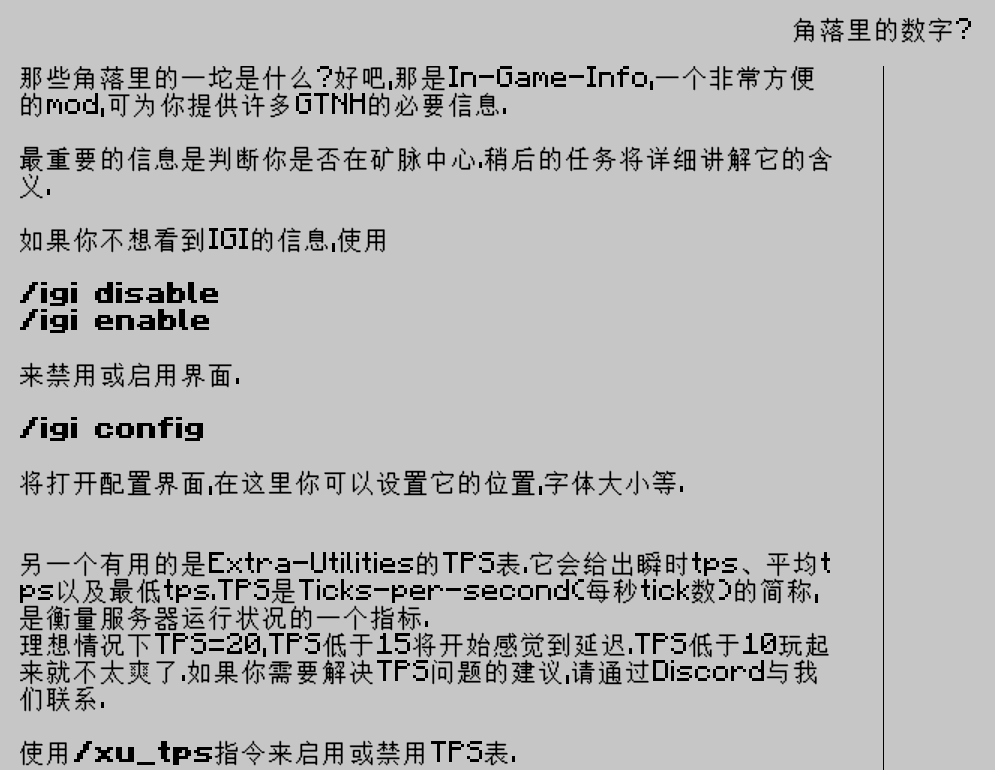 角落里的数字?
那些角落里的一坨是什么?好吧,那是In-Game-Info,一个非常方便
的mod,可为你提供许多GTNH的必要信息.
最重要的信息是判断你是否在矿脉中心.稍后的任务将详细讲解它的含
义.
如果你不想看到IGI的信息,使用
/igi disable
/igi enable
来禁用或启用界面.
/igi config
将打开配置界面,在这里你可以设置它的位置,字体大小等.
另一个有用的是Extra-Utilities的TPS表.它会给出瞬时tps、平均t
ps以及最低tps.TPS是Ticks-per-second(每秒tick数)的简称,
是衡量服务器运行状况的一个指标.
理想情况下TPS=20,TPS低于15将开始感觉到延迟.TPS低于10玩起
来就不太爽了.如果你需要解决TPS问题的建议,请通过Discord与我
们联系.
使用/xu_tps指令来启用或禁用TPS表.